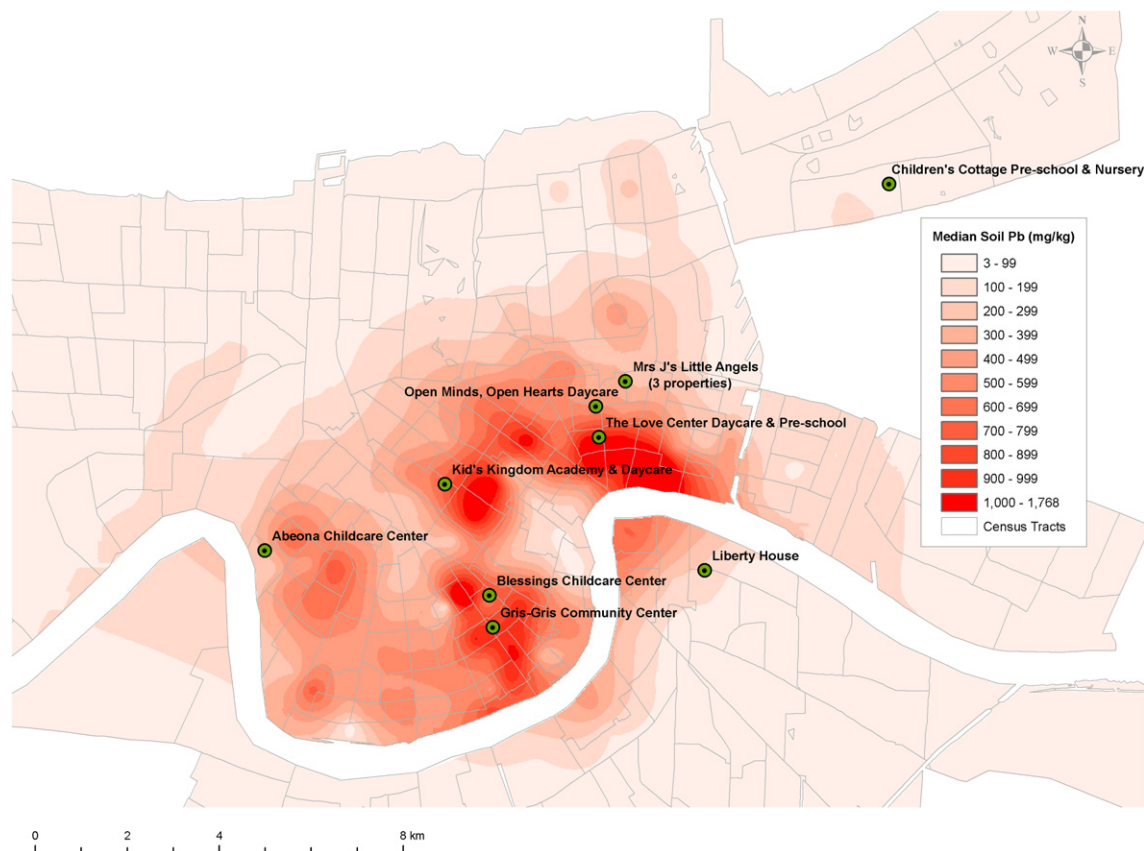 N
W E
S
Children's Cottage Pre-school & Nursery
Median Soil Pb (mg/kg)
3 - 99
100 - 199
200 - 299
300 - 399
400 - 499
500 - 599
600 - 699
700 - 799
800 - 899
900 - 999
1,000 - 1,768
Census Tracts
Mrs J's Little Angels
(3 properties)
Open Minds, Open Hearts Daycare
The Love Center Daycare & Pre-school
Kid's Kingdom Academy & Daycare
Abeona Childcare Center
Liberty House
Blessings Childcare Center
Gris-Gris Community Center
0 2 4 8 km